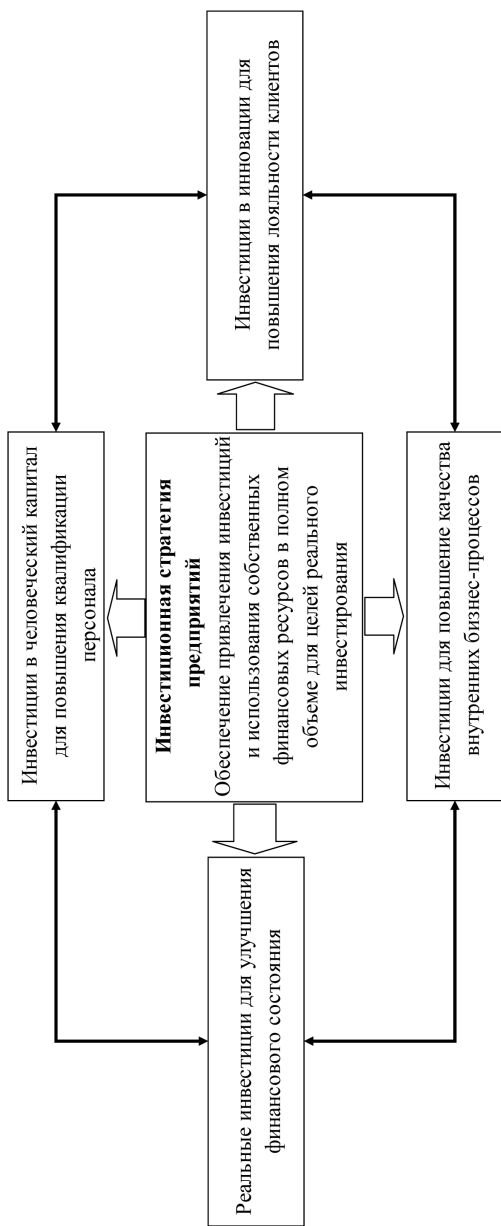 Инвестиции в человеческий капитал
для повышения квалификации
персонала
Реальные инвестиции для улучшения
финансового состояния
Инвестиционная стратегия
предприятий
Обеспечение привлечения инвестиций
и использования собственных
финансовых ресурсов в полном
объеме для целей реального
инвестирования
Инвестиции в инновации для
повышения лояльности клиентов
Инвестиции для повышение качества
внутренних бизнес-процессов